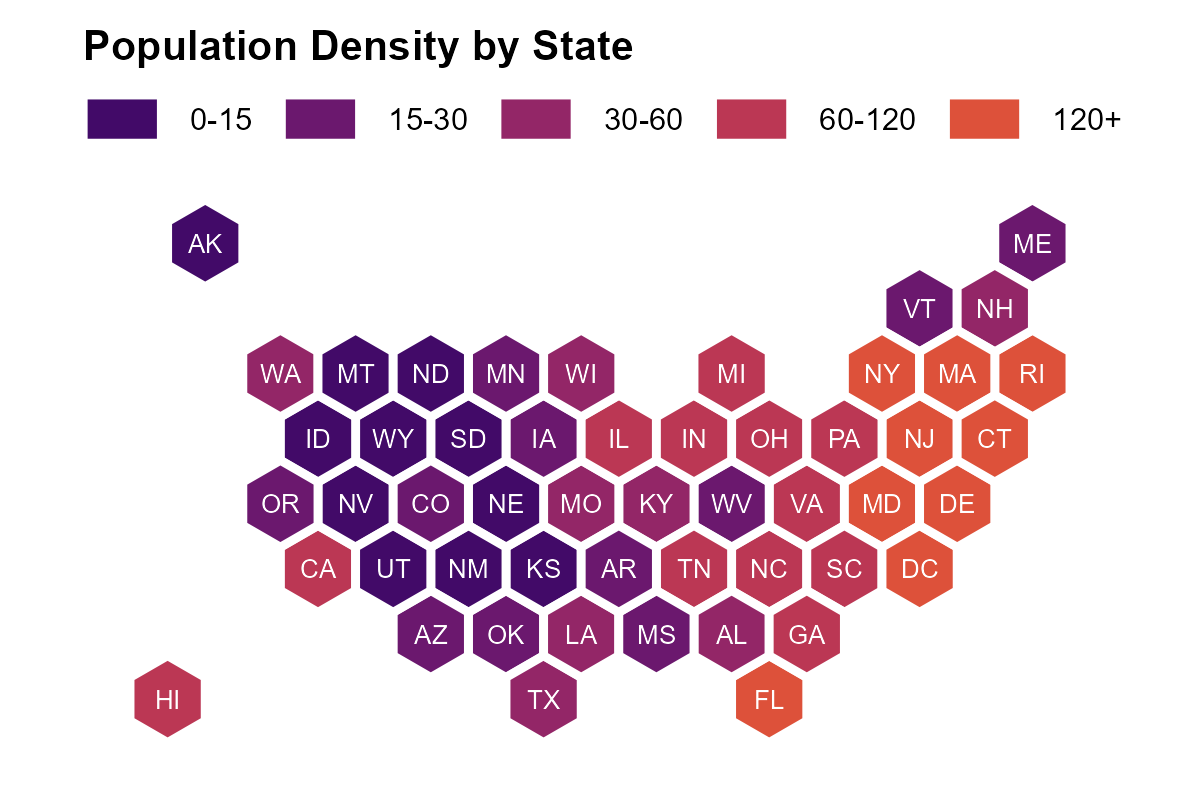 Population Density by State
0-15 15-30 30-60 60-120 120+
AK ME
VT NH
WA MT ND MN WI MI NY MA RI
ID WY SD IA IL IN OH PA NJ CT
OR NV CO NE MO KY WV VA MD DE
CA UT NM KS AR TN NC SC DC
AZ OK LA MS AL GA
HI TX FL